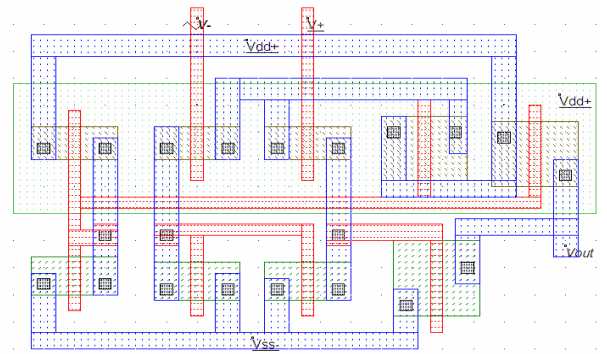 V-
V+
Vdd+
Vdd+
Vout
Vss-